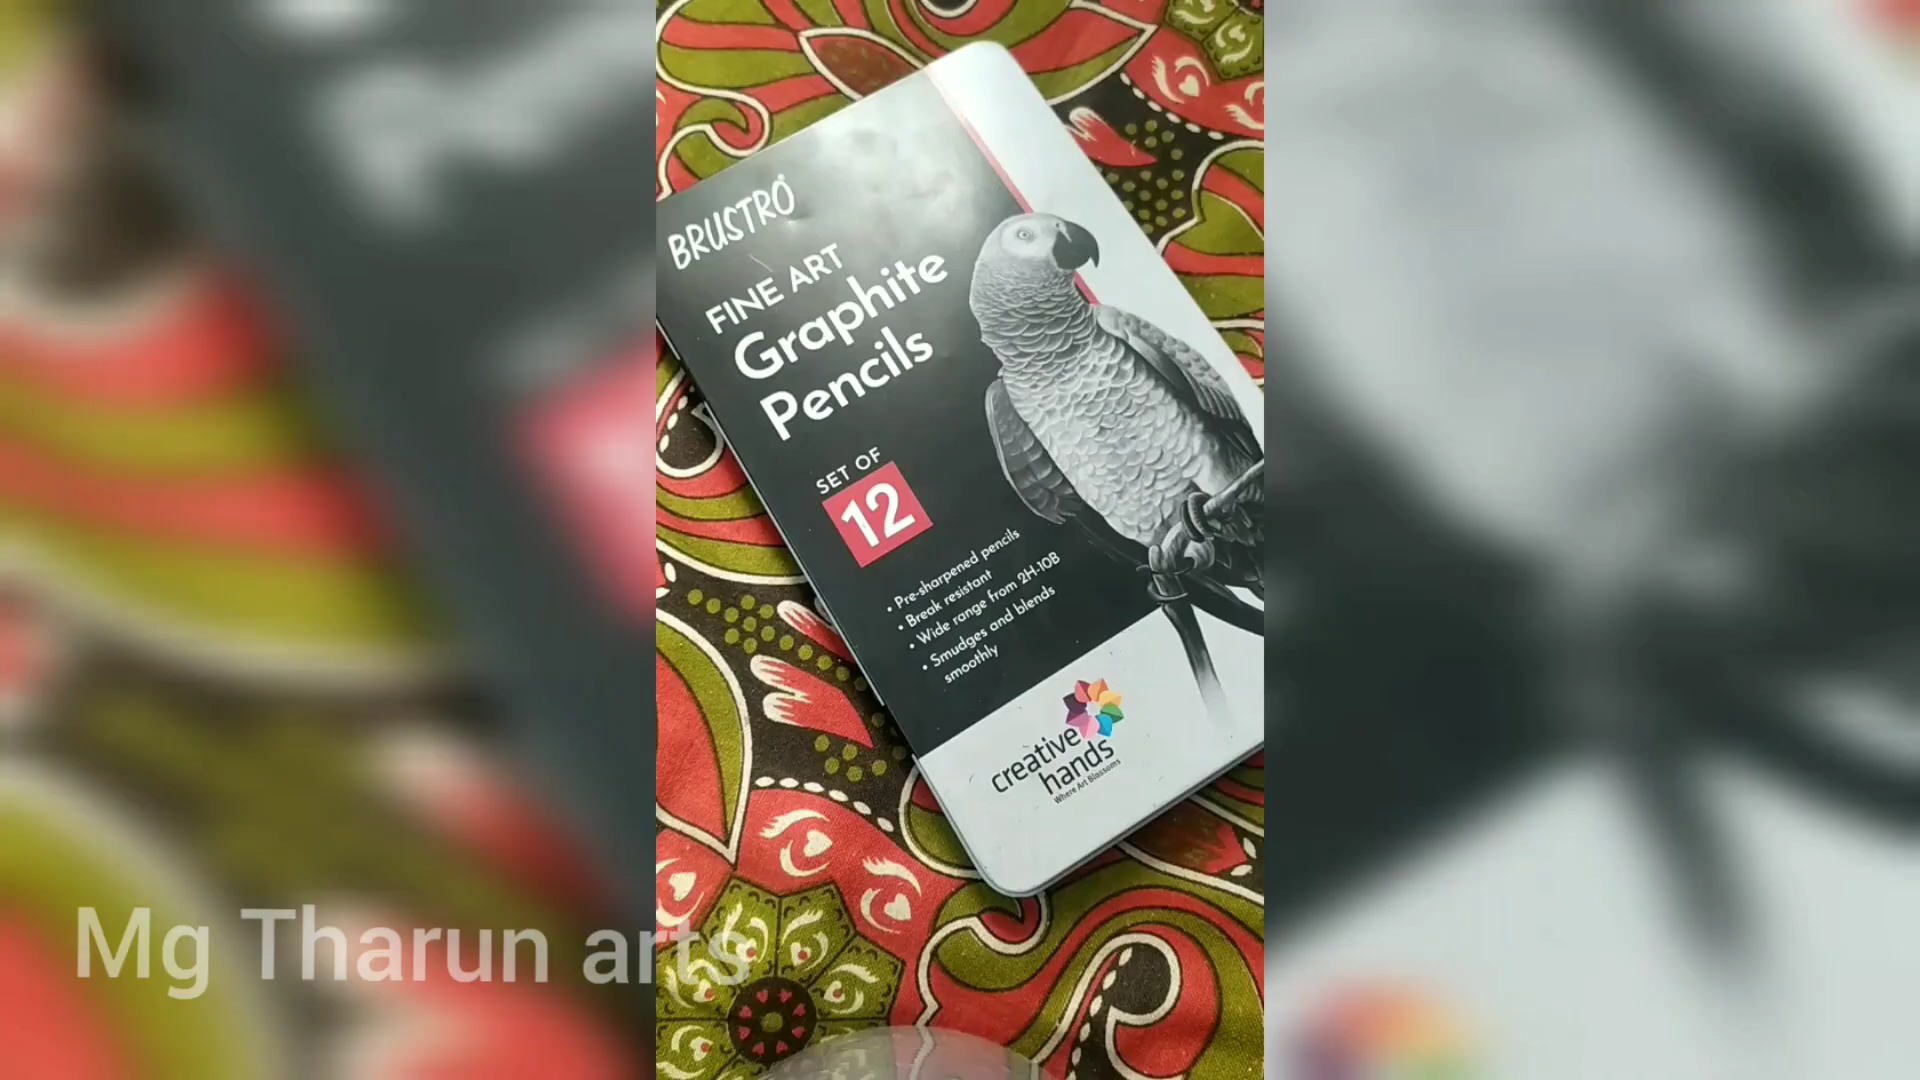 BRUSTRO
FINE ART
Graphite
Pencils
SET OF
12
• Pre-sharpened pencils
• Break resistant
• Wide range from 2H-10B
• Smudges and blends
smoothly
creative
hands
Where Art Blossoms
Mg Tharun arts